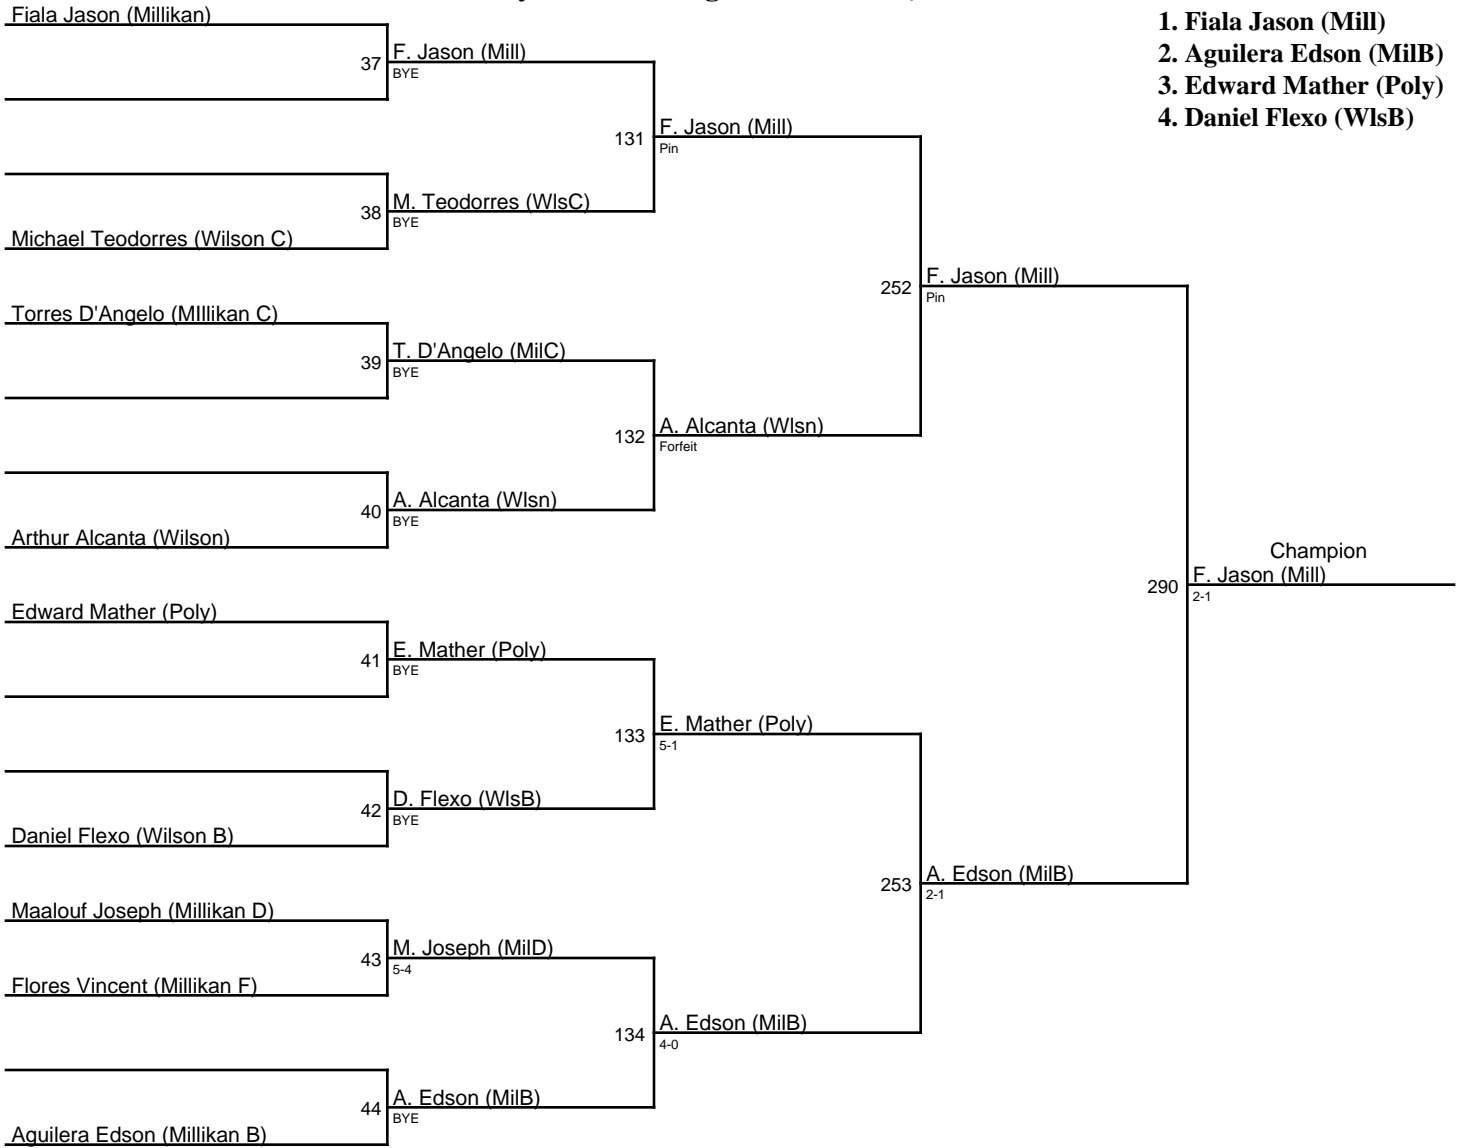 1. Fiala Jason (Mill)
2. Aguilera Edson (MilB)
3. Edward Mather (Poly)
4. Daniel Flexo (WlsB)
Fiala Jason (Millikan)
37
F. Jason (Mill)
BYE
131
F. Jason (Mill)
Pin
38
M. Teodorres (WlsC)
BYE
Michael Teodorres (Wilson C)
252
F. Jason (Mill)
Pin
Torres D'Angelo (MIllikan C)
39
T. D'Angelo (MilC)
BYE
132
A. Alcanta (Wlsn)
Forfeit
40
A. Alcanta (Wlsn)
BYE
Arthur Alcanta (Wilson)
Champion
290
F. Jason (Mill)
2-1
Edward Mather (Poly)
41
E. Mather (Poly)
BYE
133
E. Mather (Poly)
5-1
42
D. Flexo (WlsB)
BYE
Daniel Flexo (Wilson B)
253
A. Edson (MilB)
2-1
Maalouf Joseph (Millikan D)
43
M. Joseph (MilD)
5-4
Flores Vincent (Millikan F)
134
A. Edson (MilB)
4-0
44
A. Edson (MilB)
BYE
Aguilera Edson (Millikan B)